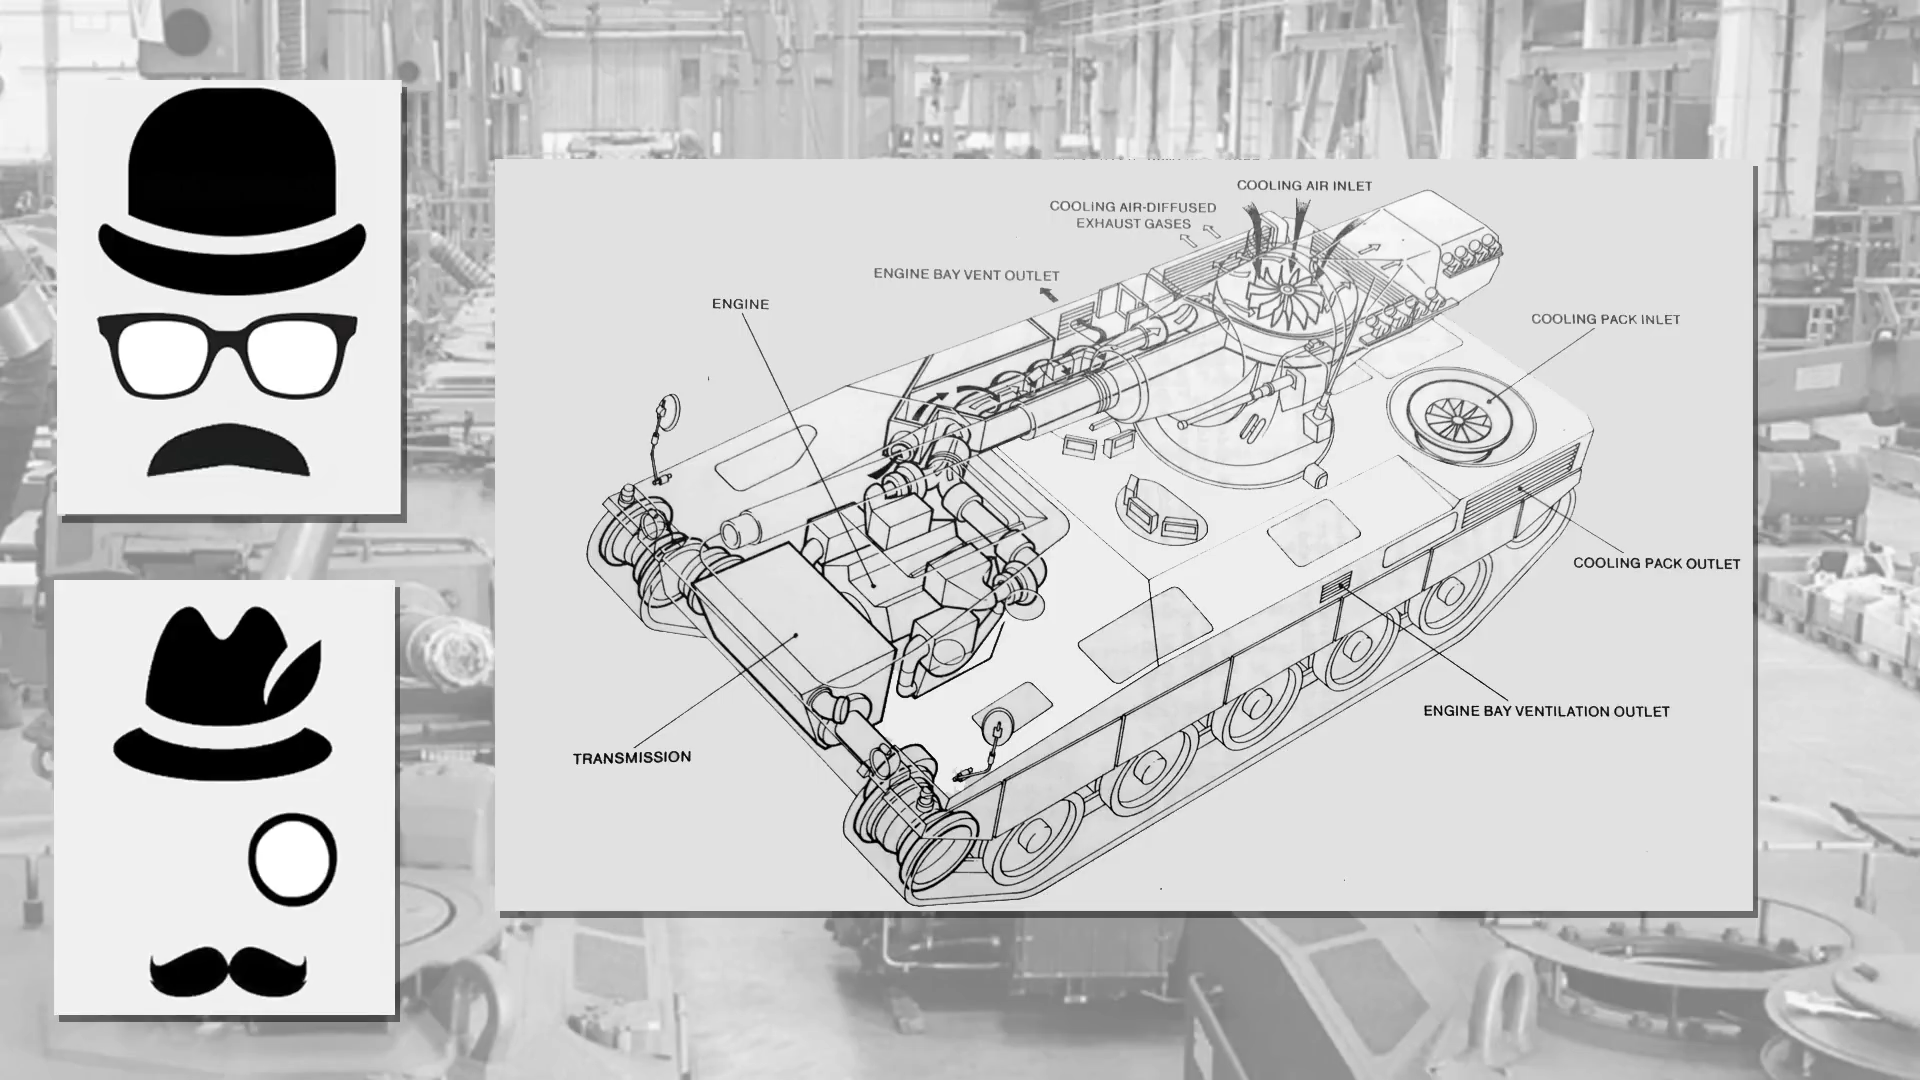 COOLING AIR INLET
COOLING AIR-DIFFUSED
EXHAUST GASES
ENGINE BAY VENT OUTLET
ENGINE
COOLING PACK INLET
COOLING PACK OUTLET
ENGINE BAY VENTILATION OUTLET
TRANSMISSION